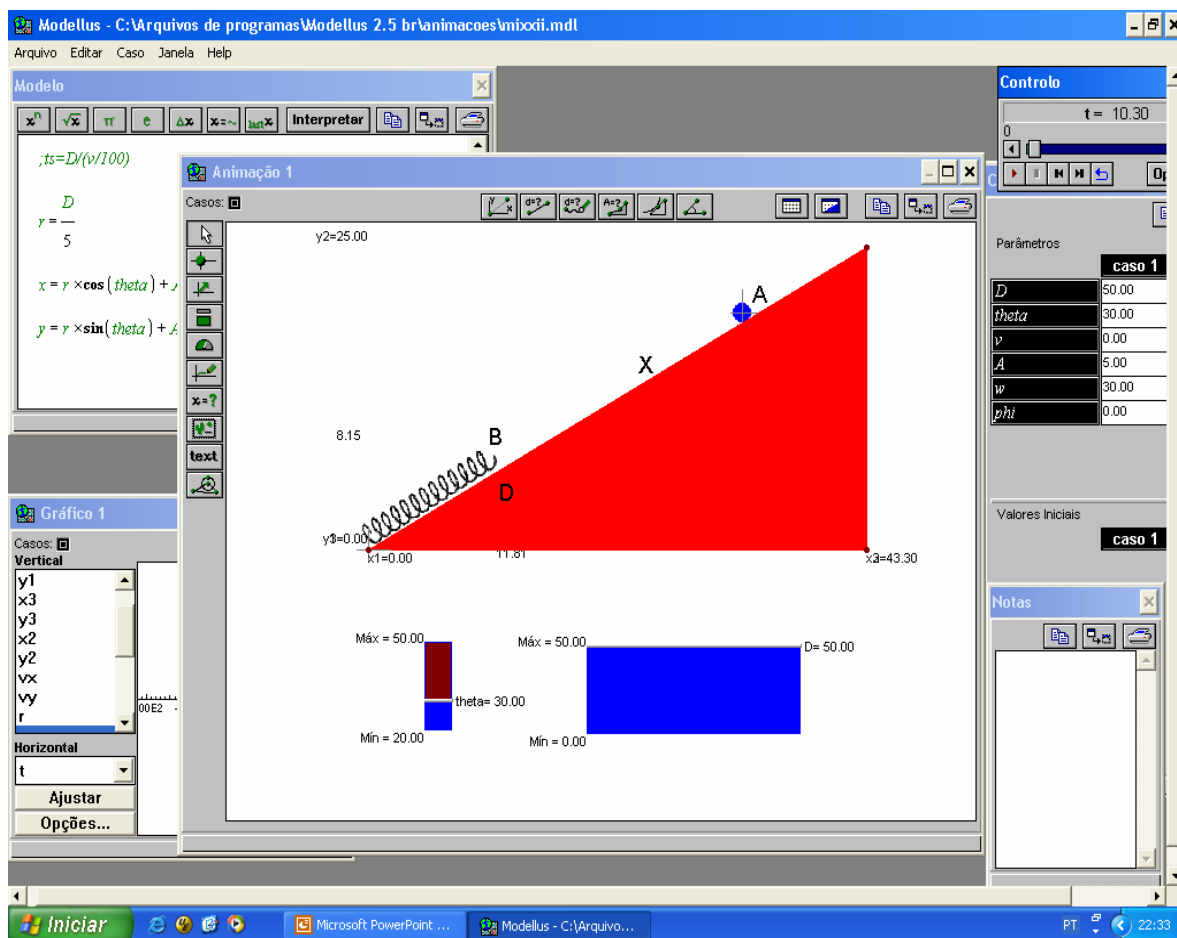 Modellus - C:\Arquivos de programas\Modellus 2.5 br\animacoes\mixxii.mdl
Arquivo Editar Caso Janela Help
Modelo
xⁿ √x π e Δx x=~ last x Interpretar
;ts=D/(v/100)
r = D
5
x = r ×cos(theta) + A
y = r ×sin(theta) + A
Controlo
t = 10.30
0
Parâmetros
caso 1
D 50.00
theta 30.00
v 0.00
A 5.00
w 30.00
phi 0.00
Valores Iniciais
caso 1
Notas
Animação 1
Casos:
x=?
text
y2=25.00
A
X
8.15
B
D
x1=0.00
11.81
=43.30
Máx = 50.00
theta= 30.00
Mín = 20.00
Máx = 50.00
D= 50.00
Mín = 0.00
Gráfico 1
Casos:
Vertical
y1
x3
y3
x2
y2
vx
vy
r
00E2
Horizontal
t
Ajustar
Opções...
Iniciar
Microsoft PowerPoint ...
Modellus - C:\Arquivo...
PT
22:33